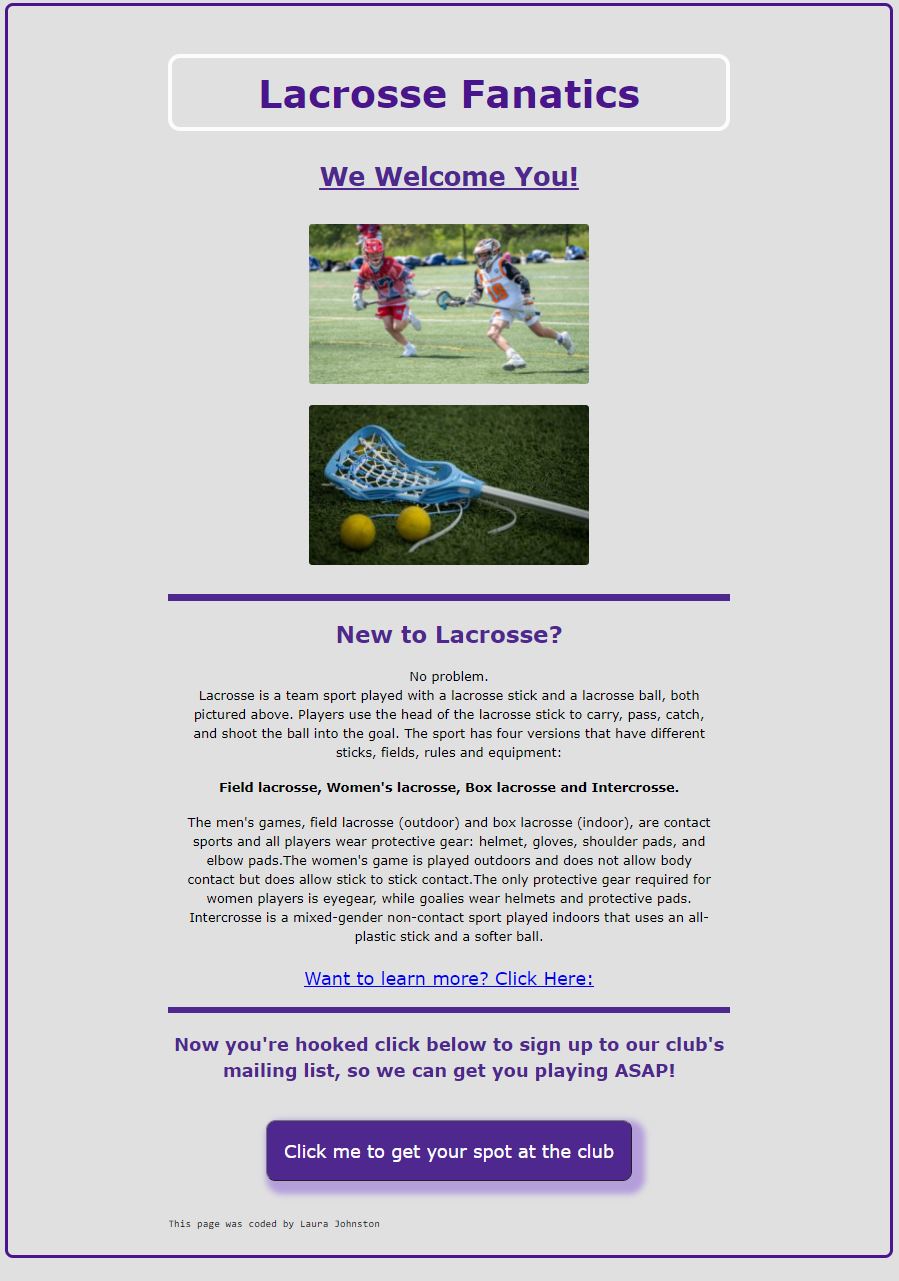 Lacrosse Fanatics
We Welcome You!
19
New to Lacrosse?
No problem.
Lacrosse is a team sport played with a lacrosse stick and a lacrosse ball, both
pictured above. Players use the head of the lacrosse stick to carry, pass, catch,
and shoot the ball into the goal. The sport has four versions that have different
sticks, fields, rules and equipment:
Field lacrosse, Women's lacrosse, Box lacrosse and Intercrosse.
The men's games, field lacrosse (outdoor) and box lacrosse (indoor), are contact
sports and all players wear protective gear: helmet, gloves, shoulder pads, and
elbow pads.The women's game is played outdoors and does not allow body
contact but does allow stick to stick contact.The only protective gear required for
women players is eyegear, while goalies wear helmets and protective pads.
Intercrosse is a mixed-gender non-contact sport played indoors that uses an all-
plastic stick and a softer ball.
Want to learn more? Click Here:
Now you're hooked click below to sign up to our club's
mailing list, so we can get you playing ASAP!
Click me to get your spot at the club
This page was coded by Laura Johnston